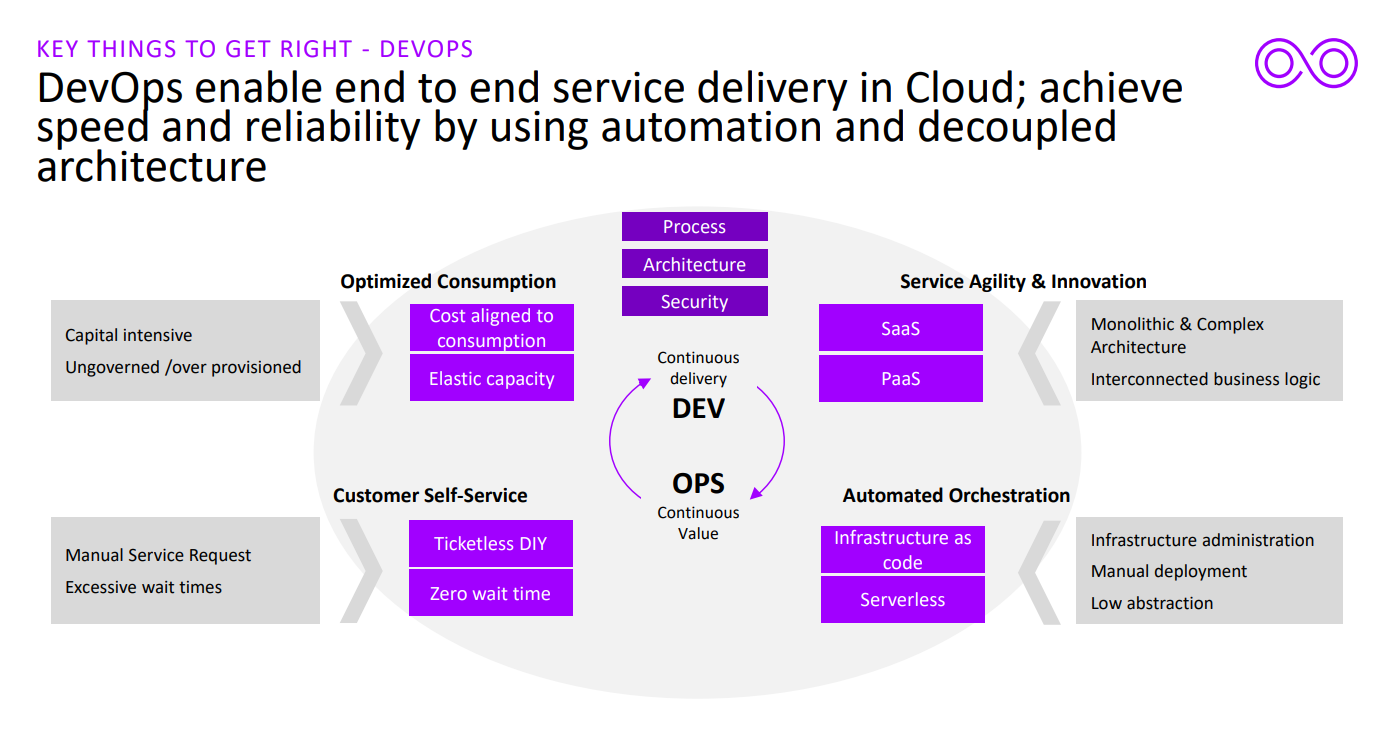 KEY THINGS TO GET RIGHT - DEVOPS
DevOps enable end to end service delivery in Cloud; achieve
speed and reliability by using automation and decoupled
architecture
Process
Architecture
Security
Optimized Consumption
Capital intensive
Ungoverned /over provisioned
Cost aligned to
consumption
Elastic capacity
Continuous
delivery
DEV
OPS
Continuous
Value
Service Agility & Innovation
SaaS
PaaS
Monolithic & Complex
Architecture
Interconnected business logic
Customer Self-Service
Manual Service Request
Excessive wait times
Ticketless DIY
Zero wait time
Automated Orchestration
Infrastructure as
code
Serverless
Infrastructure administration
Manual deployment
Low abstraction